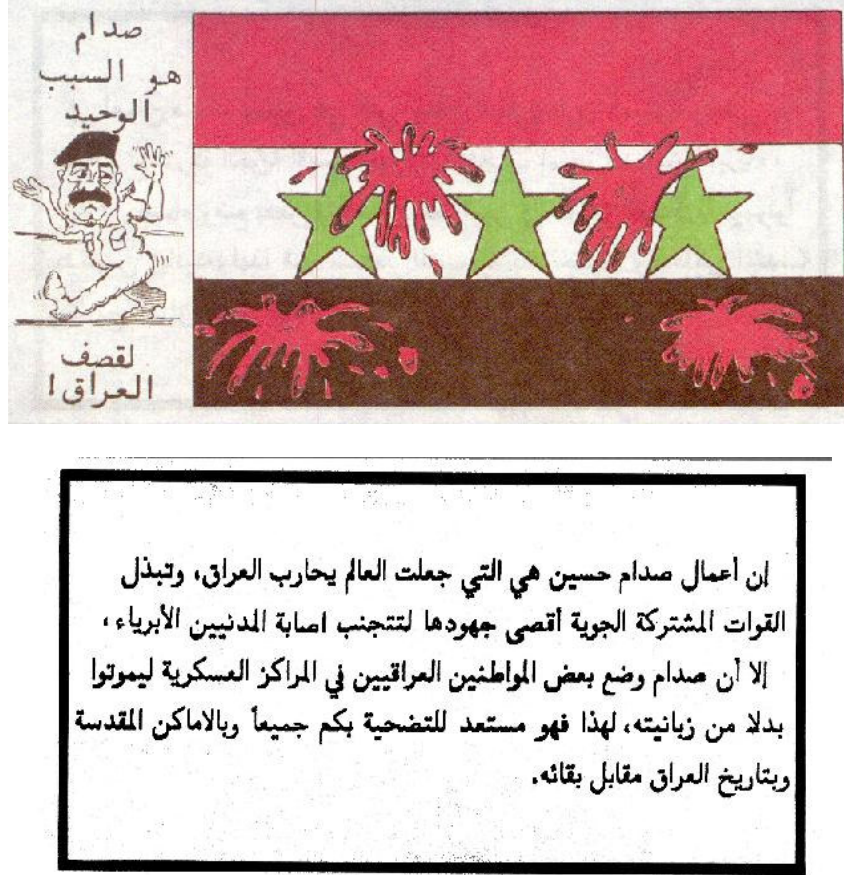 صدام
هو السبب
الوحيد
لقصف
العراق!
إن أعمال صدام حسين هي التي جعلت العالم يحارب العراق، وتبذل
القوات المشتركة الجوية أقصى جهودها لتتجنب اصابة المدنيين الأبرياء،
إلا أن صدام وضع بعض المواطنين العراقيين في المراكز العسكرية ليموتوا
بدلا من زبانيته، لهذا فهو مستعد للتضحية بكم جميعاً وبالاماكن المقدسة
وبتاريخ العراق مقابل بقائه.